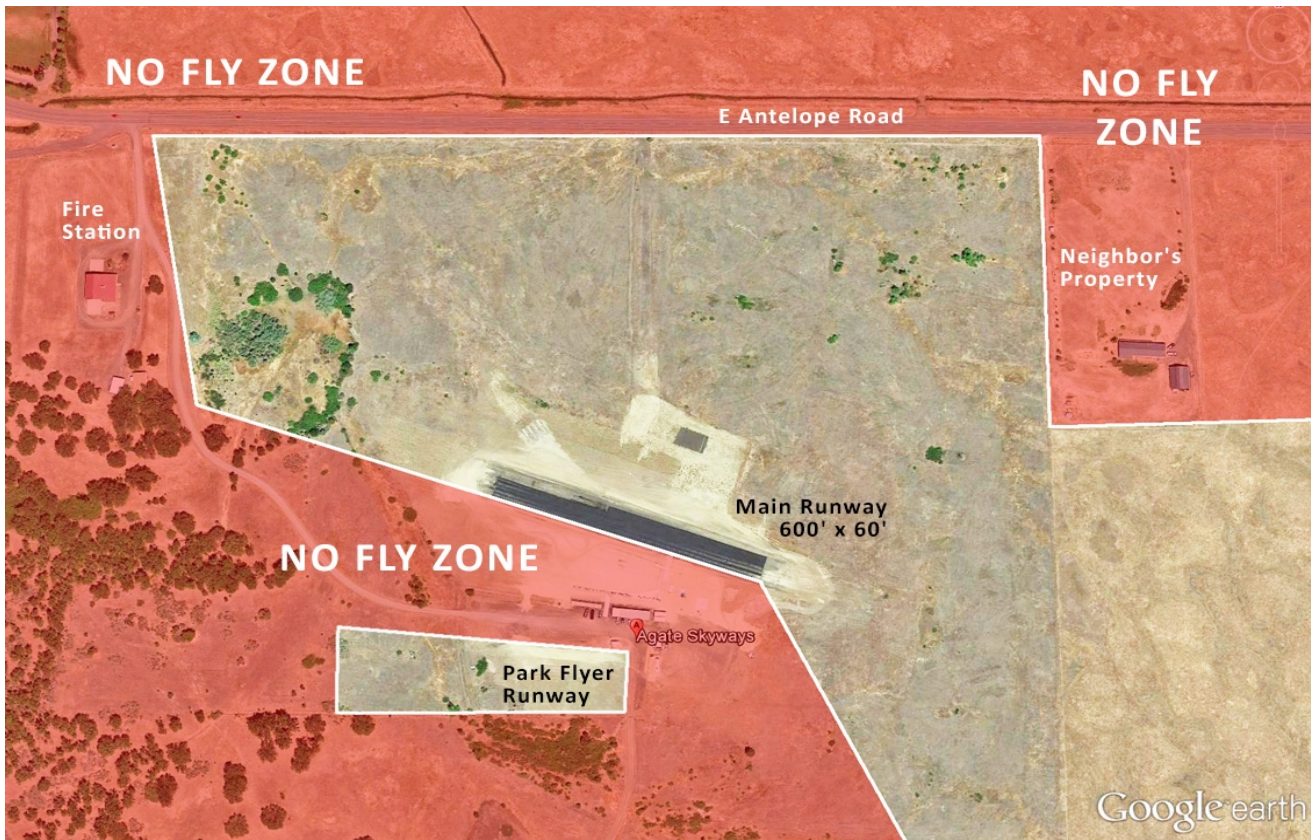 NO FLY ZONE
NO FLY
ZONE
E Antelope Road
Fire
Station
Neighbor's
Property
Main Runway
600' x 60'
NO FLY ZONE
A
Agate Skyways
Park Flyer
Runway
Google earth